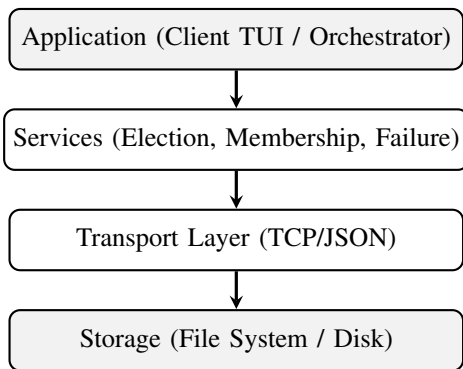 Application (Client TUI / Orchestrator)
Services (Election, Membership, Failure)
Transport Layer (TCP/JSON)
Storage (File System / Disk)